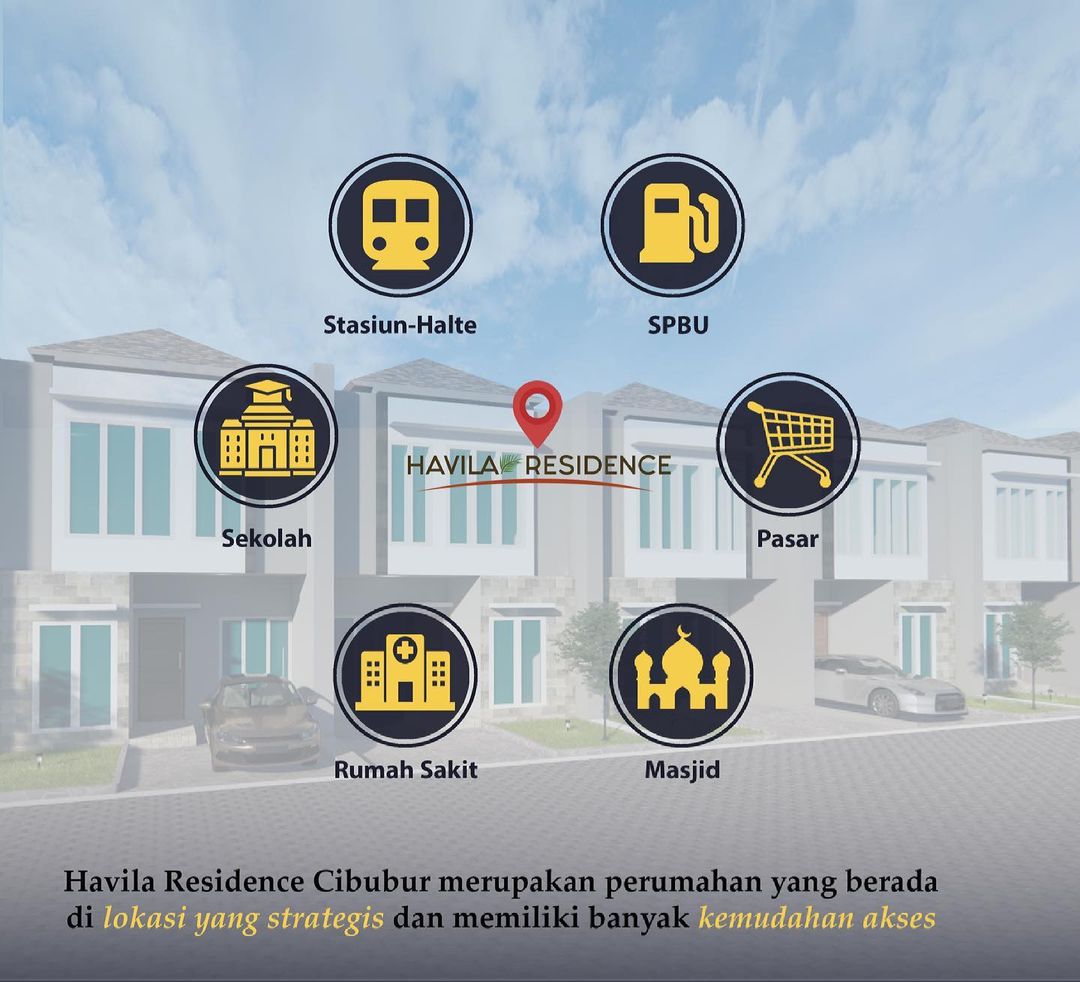 Stasiun-Halte
SPBU
Sekolah
HAVILA RESIDENCE
Pasar
Rumah Sakit
Masjid
Havila Residence Cibubur merupakan perumahan yang berada
di lokasi yang strategis dan memiliki banyak kemudahan akses